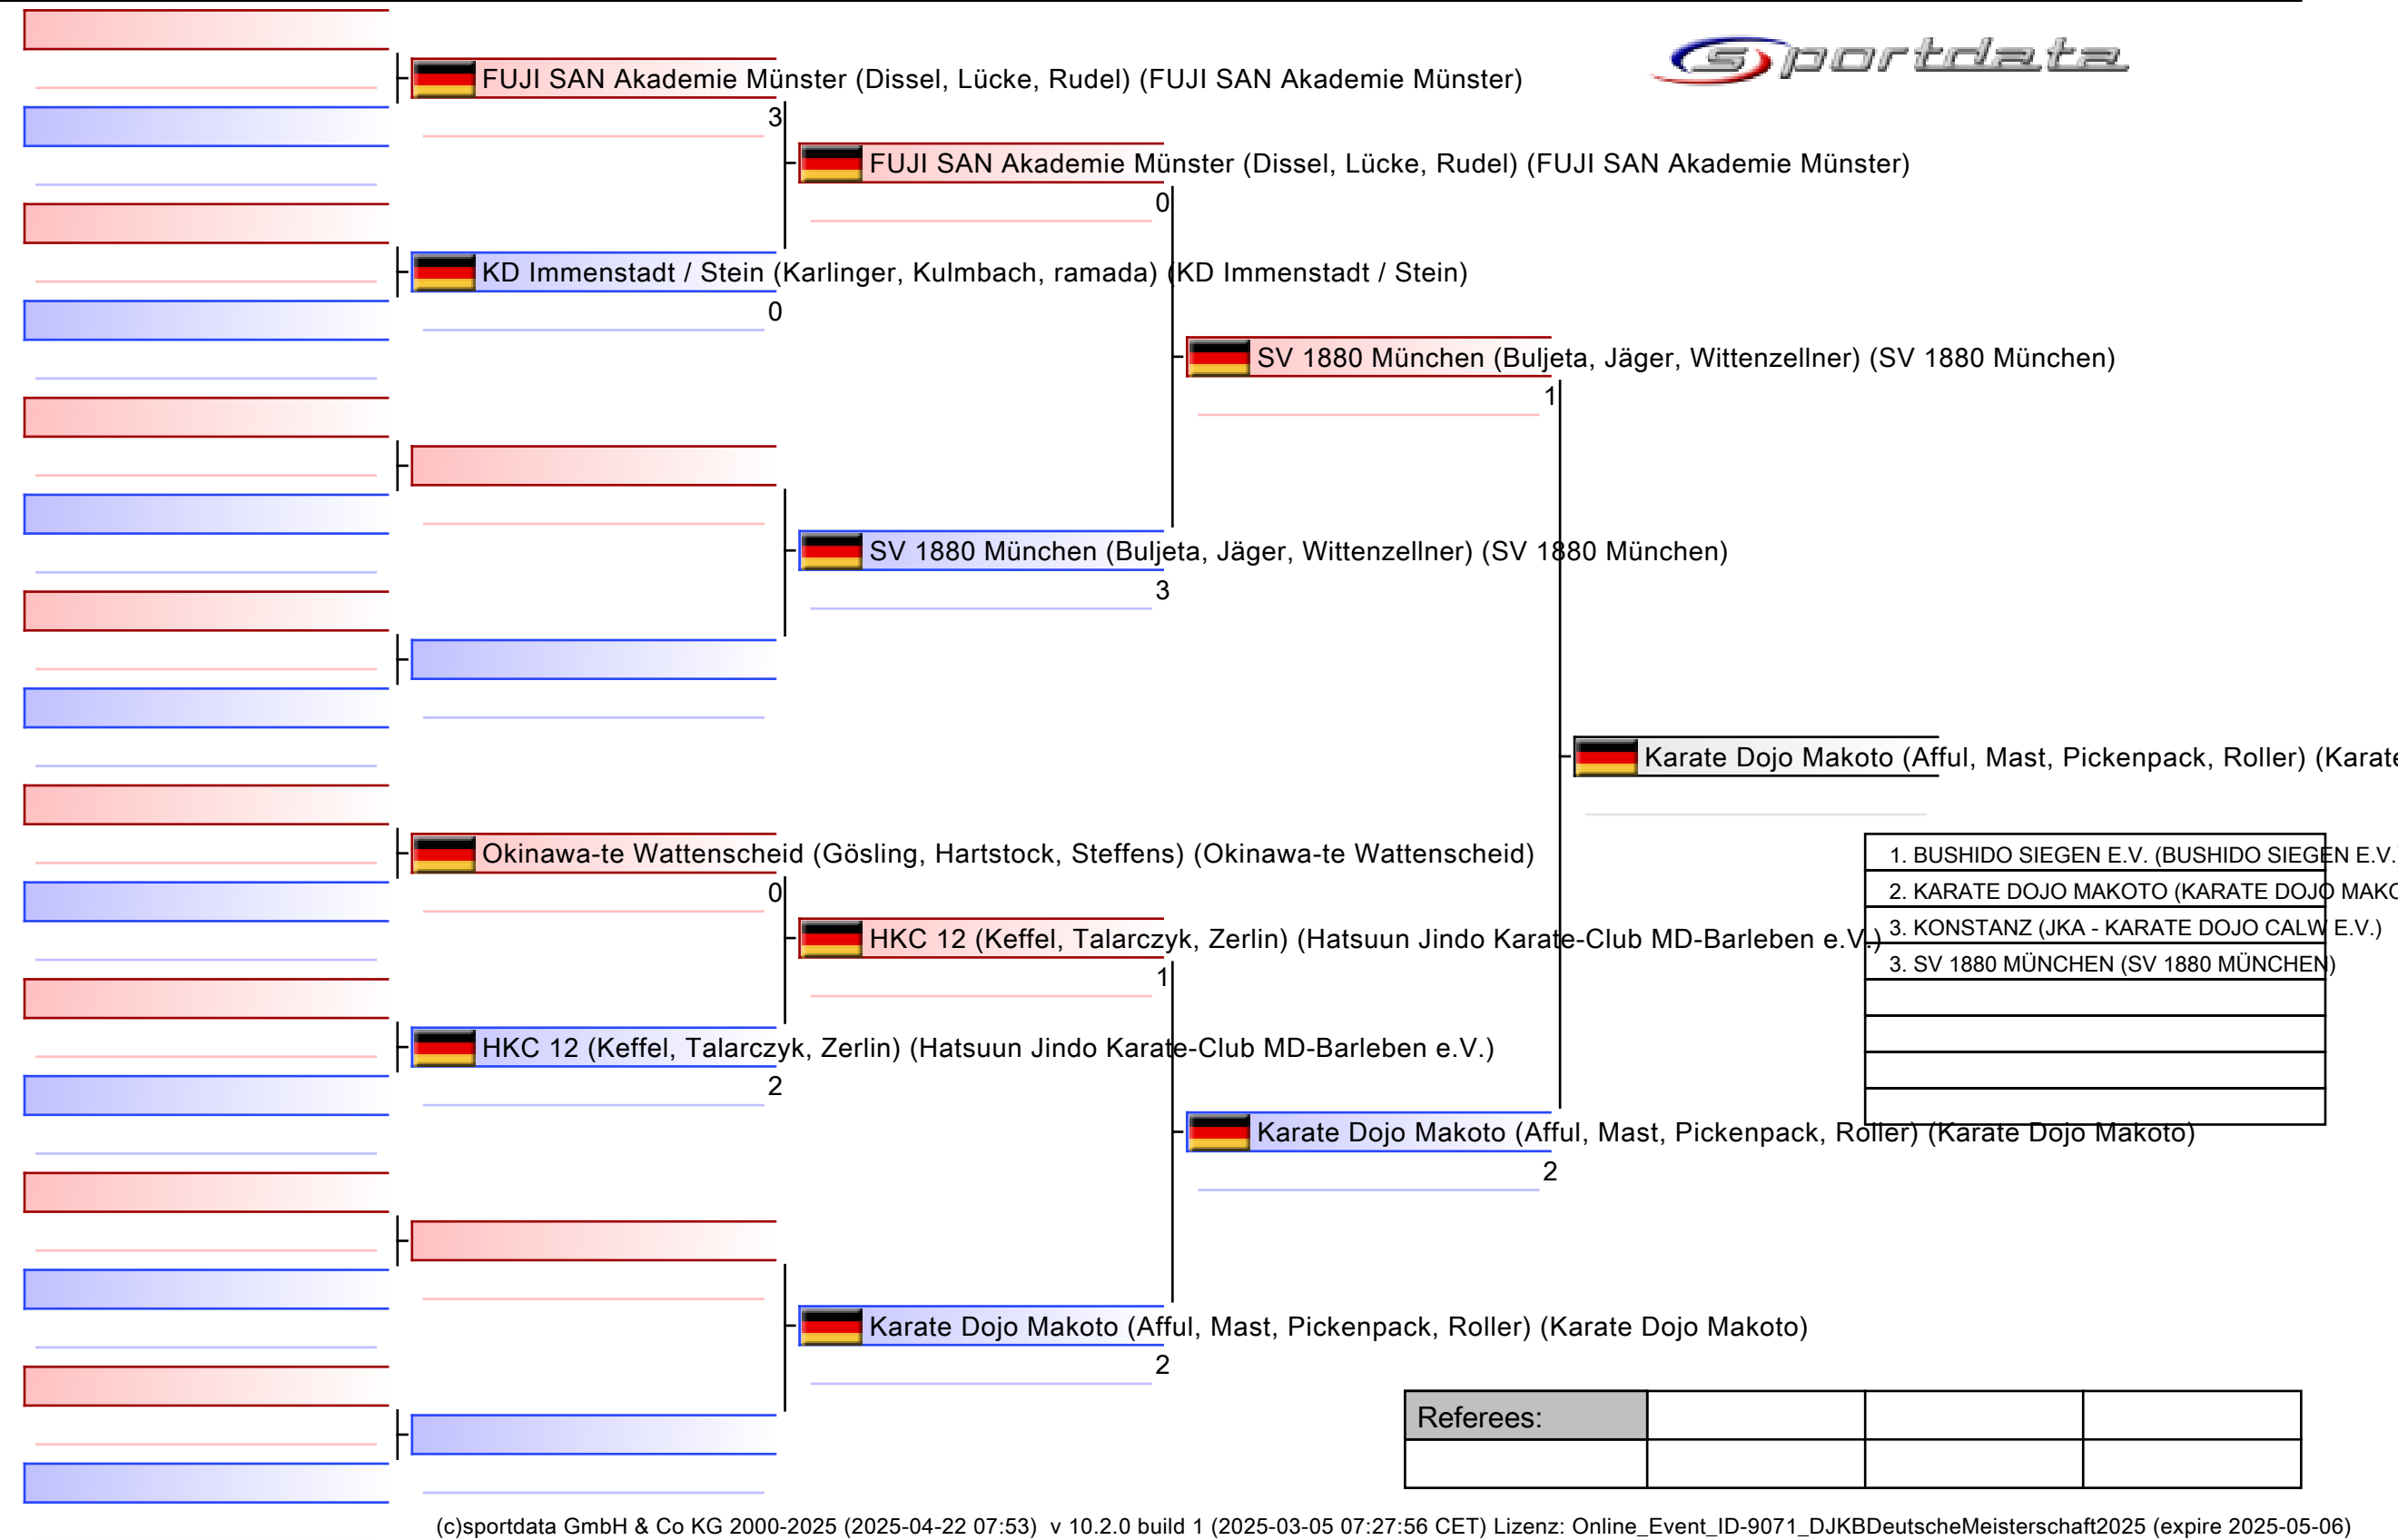 sportdata
FUJI SAN Akademie Münster (Dissel, Lücke, Rudel) (FUJI SAN Akademie Münster)
3
FUJI SAN Akademie Münster (Dissel, Lücke, Rudel) (FUJI SAN Akademie Münster)
0
KD Immenstadt / Stein (Karlinger, Kulmbach, ramada) (KD Immenstadt / Stein)
0
SV 1880 München (Buljeta, Jäger, Wittenzellner) (SV 1880 München)
1
SV 1880 München (Buljeta, Jäger, Wittenzellner) (SV 1880 München)
3
Karate Dojo Makoto (Afful, Mast, Pickenpack, Roller) (Karate
Okinawa-te Wattenscheid (Gösling, Hartstock, Steffens) (Okinawa-te Wattenscheid)
0
HKC 12 (Keffel, Talarczyk, Zerlin) (Hatsuun Jindo Karate-Club MD-Barleben e.V.)
1
1. BUSHIDO SIEGEN E.V. (BUSHIDO SIEGEN E.V.)
2. KARATE DOJO MAKOTO (KARATE DOJO MAKO
3. KONSTANZ (JKA - KARATE DOJO CALW E.V.)
3. SV 1880 MÜNCHEN (SV 1880 MÜNCHEN)
HKC 12 (Keffel, Talarczyk, Zerlin) (Hatsuun Jindo Karate-Club MD-Barleben e.V.)
2
Karate Dojo Makoto (Afful, Mast, Pickenpack, Roller) (Karate Dojo Makoto)
2
Karate Dojo Makoto (Afful, Mast, Pickenpack, Roller) (Karate Dojo Makoto)
2
Referees:
(c)sportdata GmbH & Co KG 2000-2025 (2025-04-22 07:53) v 10.2.0 build 1 (2025-03-05 07:27:56 CET) Lizenz: Online_Event_ID-9071_DJKBDeutscheMeisterschaft2025 (expire 2025-05-06)